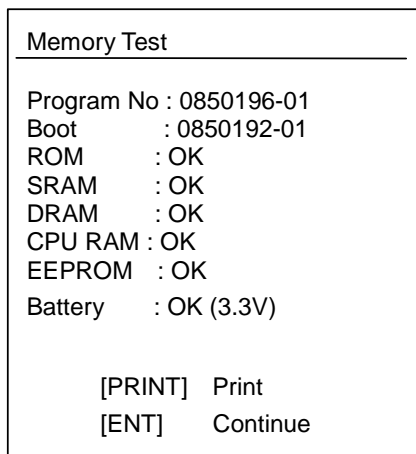 Memory Test
Program No : 0850196-01
Boot : 0850192-01
ROM : OK
SRAM : OK
DRAM : OK
CPU RAM : OK
EEPROM : OK
Battery : OK (3.3V)
[PRINT] Print
[ENT] Continue